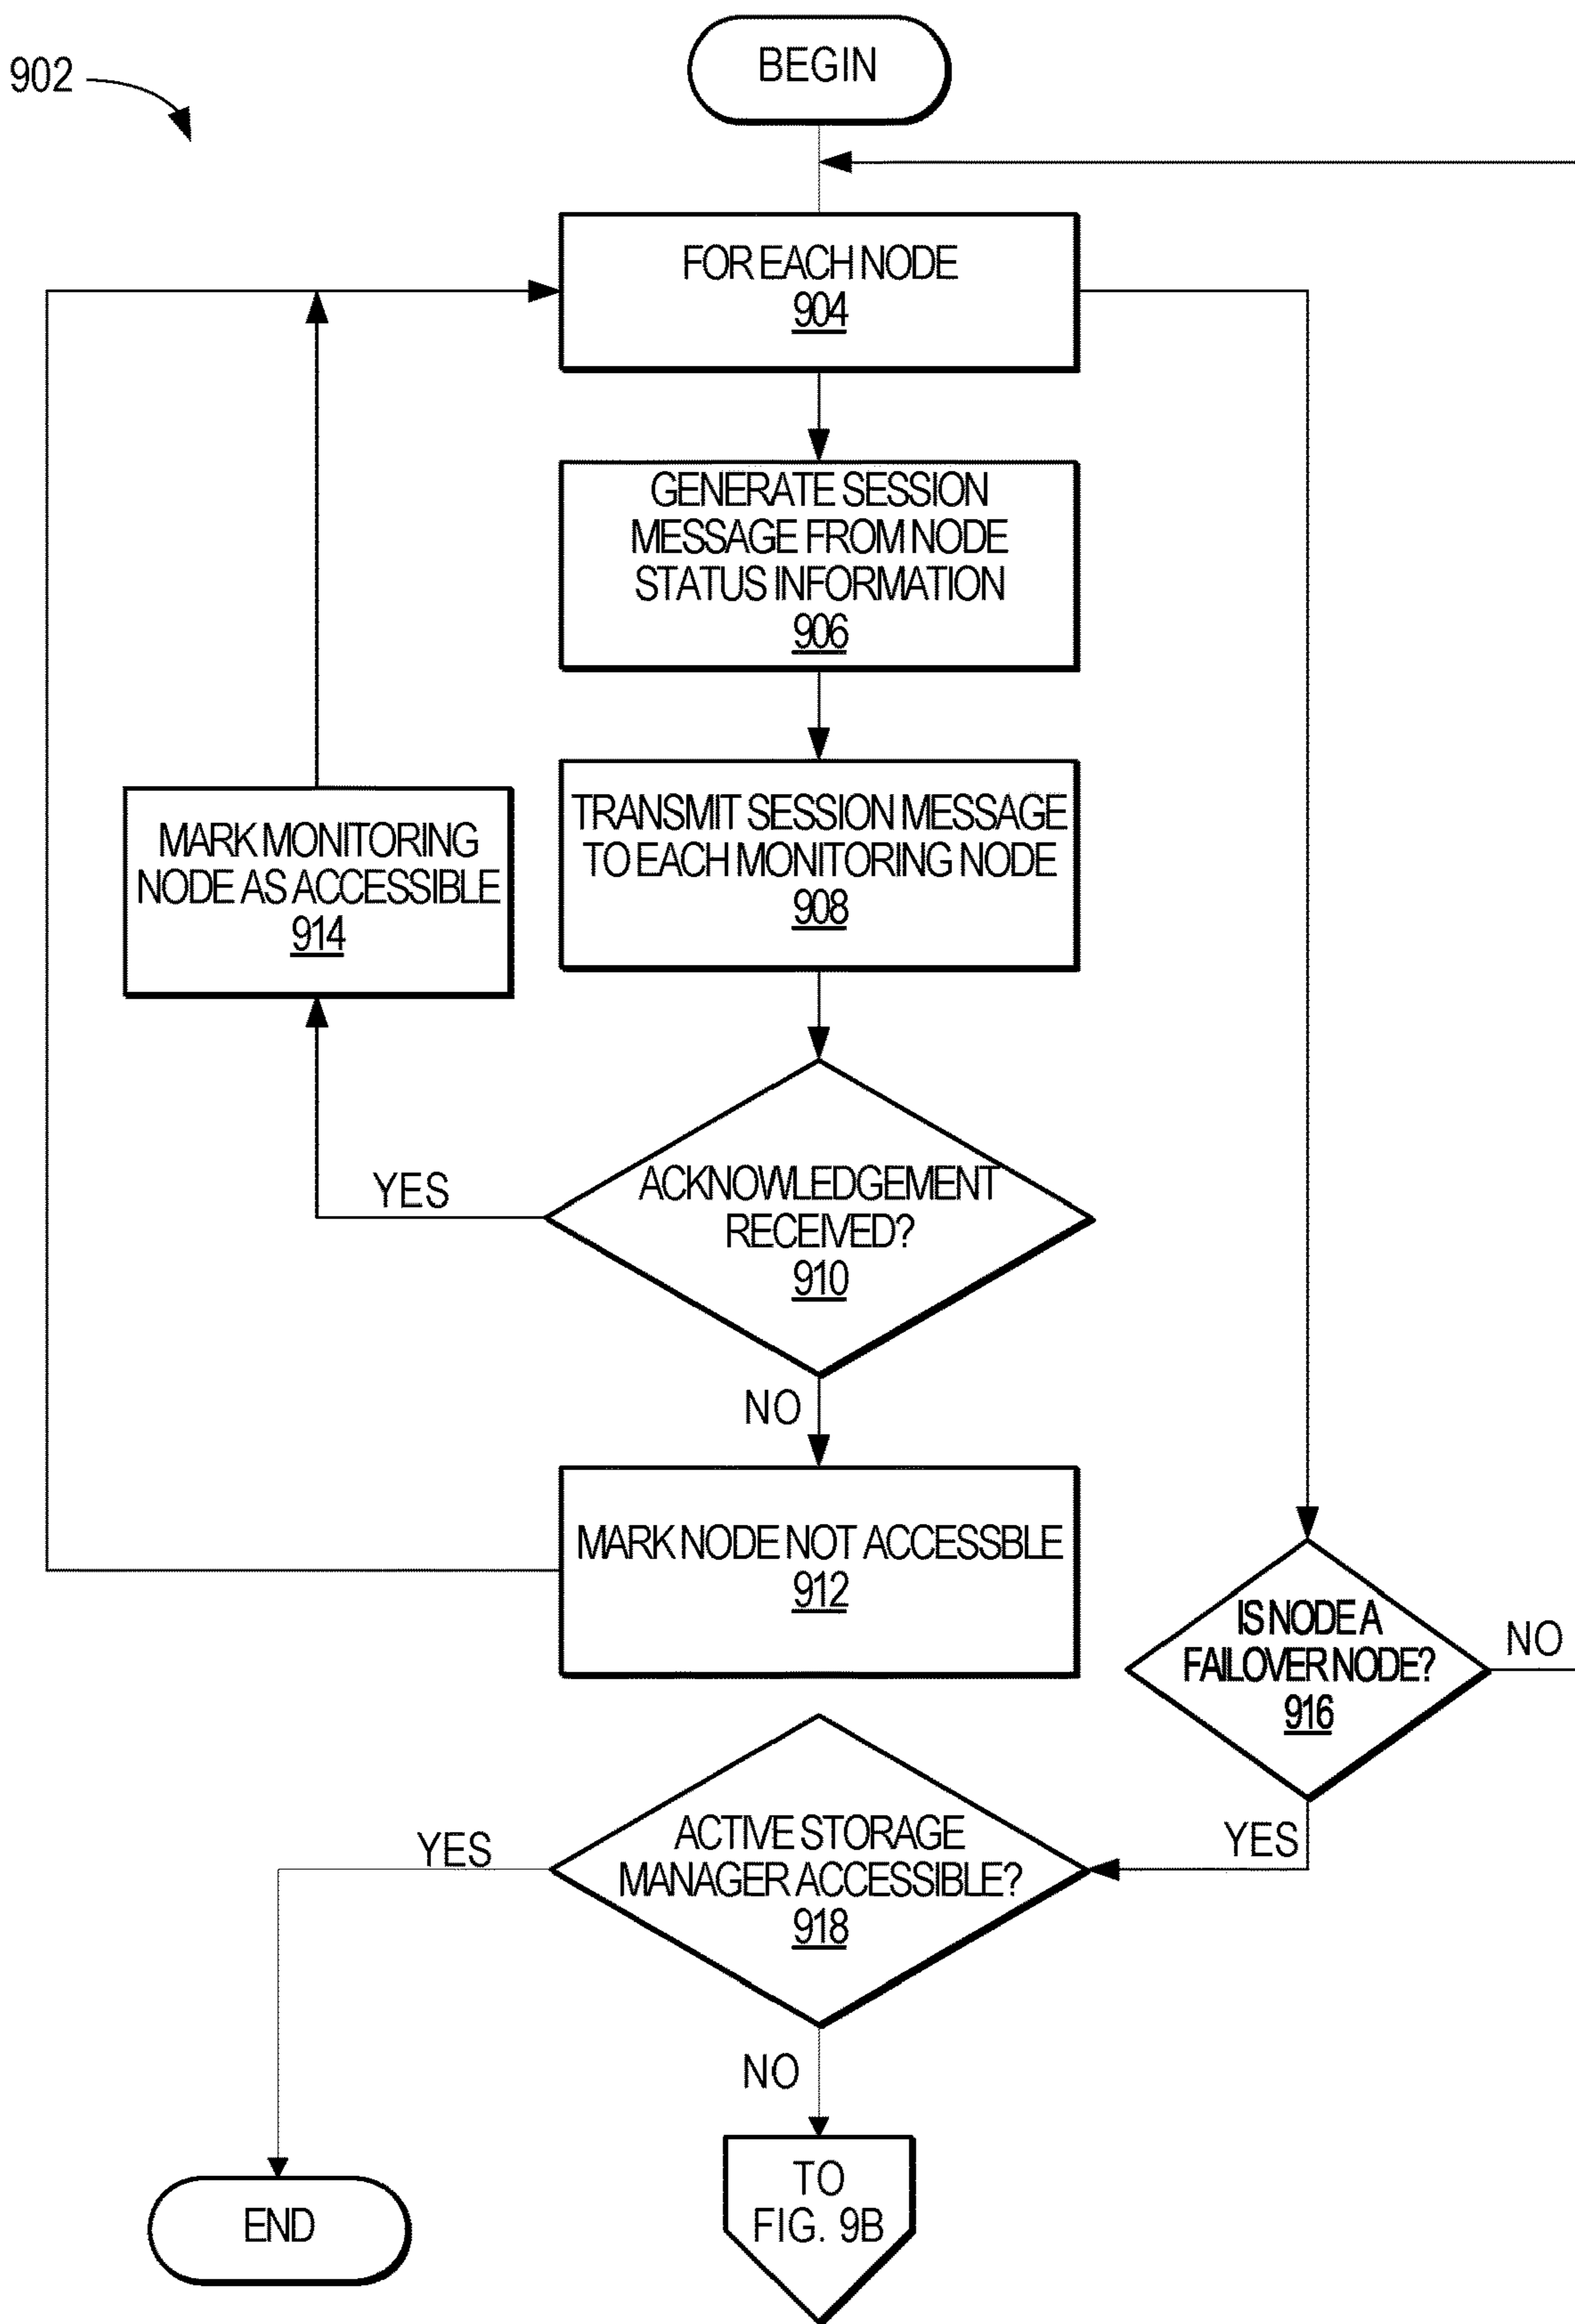 902
BEGIN
FOR EACH NODE
904
GENERATE SESSION
MESSAGE FROM NODE
STATUS INFORMATION
906
TRANSMIT SESSION MESSAGE
TO EACH MONITORING NODE
908
MARK MONITORING
NODE AS ACCESSIBLE
914
ACKNOWLEDGEMENT
RECEIVED?
910
YES
NO
MARK NODE NOT ACCESSBLE
912
IS NODE A
FAILOVER NODE?
916
NO
YES
ACTIVE STORAGE
MANAGER ACCESSIBLE?
918
YES
NO
END
TO
FIG. 9B